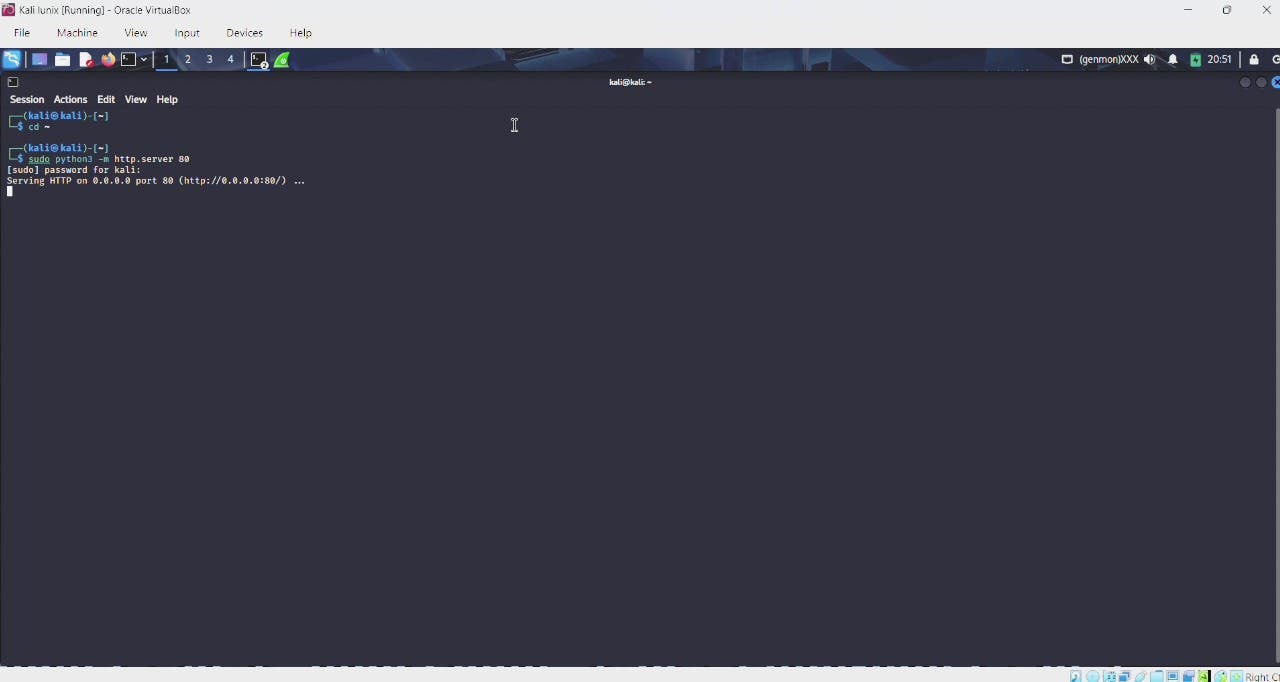 Kali lunix [Running] - Oracle VirtualBox
File Machine View Input Devices Help
1 2 3 4 (genmon)XXX 20:51
kali@kali: ~
Session Actions Edit View Help
┌──(kali㉿kali)-[~]
└─$ cd ~
┌──(kali㉿kali)-[~]
└─$ sudo python3 -m http.server 80
[sudo] password for kali:
Serving HTTP on 0.0.0.0 port 80 (http://0.0.0.0:80/) ...
Right C